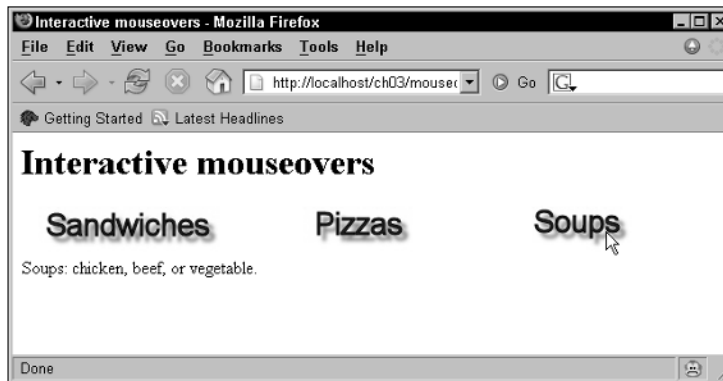 Interactive mouseovers - Mozilla Firefox
File Edit View Go Bookmarks Tools Help
http://localhost/ch03/mouse Go G
Getting Started Latest Headlines
Interactive mouseovers
Sandwiches Pizzas Soups
Soups: chicken, beef, or vegetable.
Done